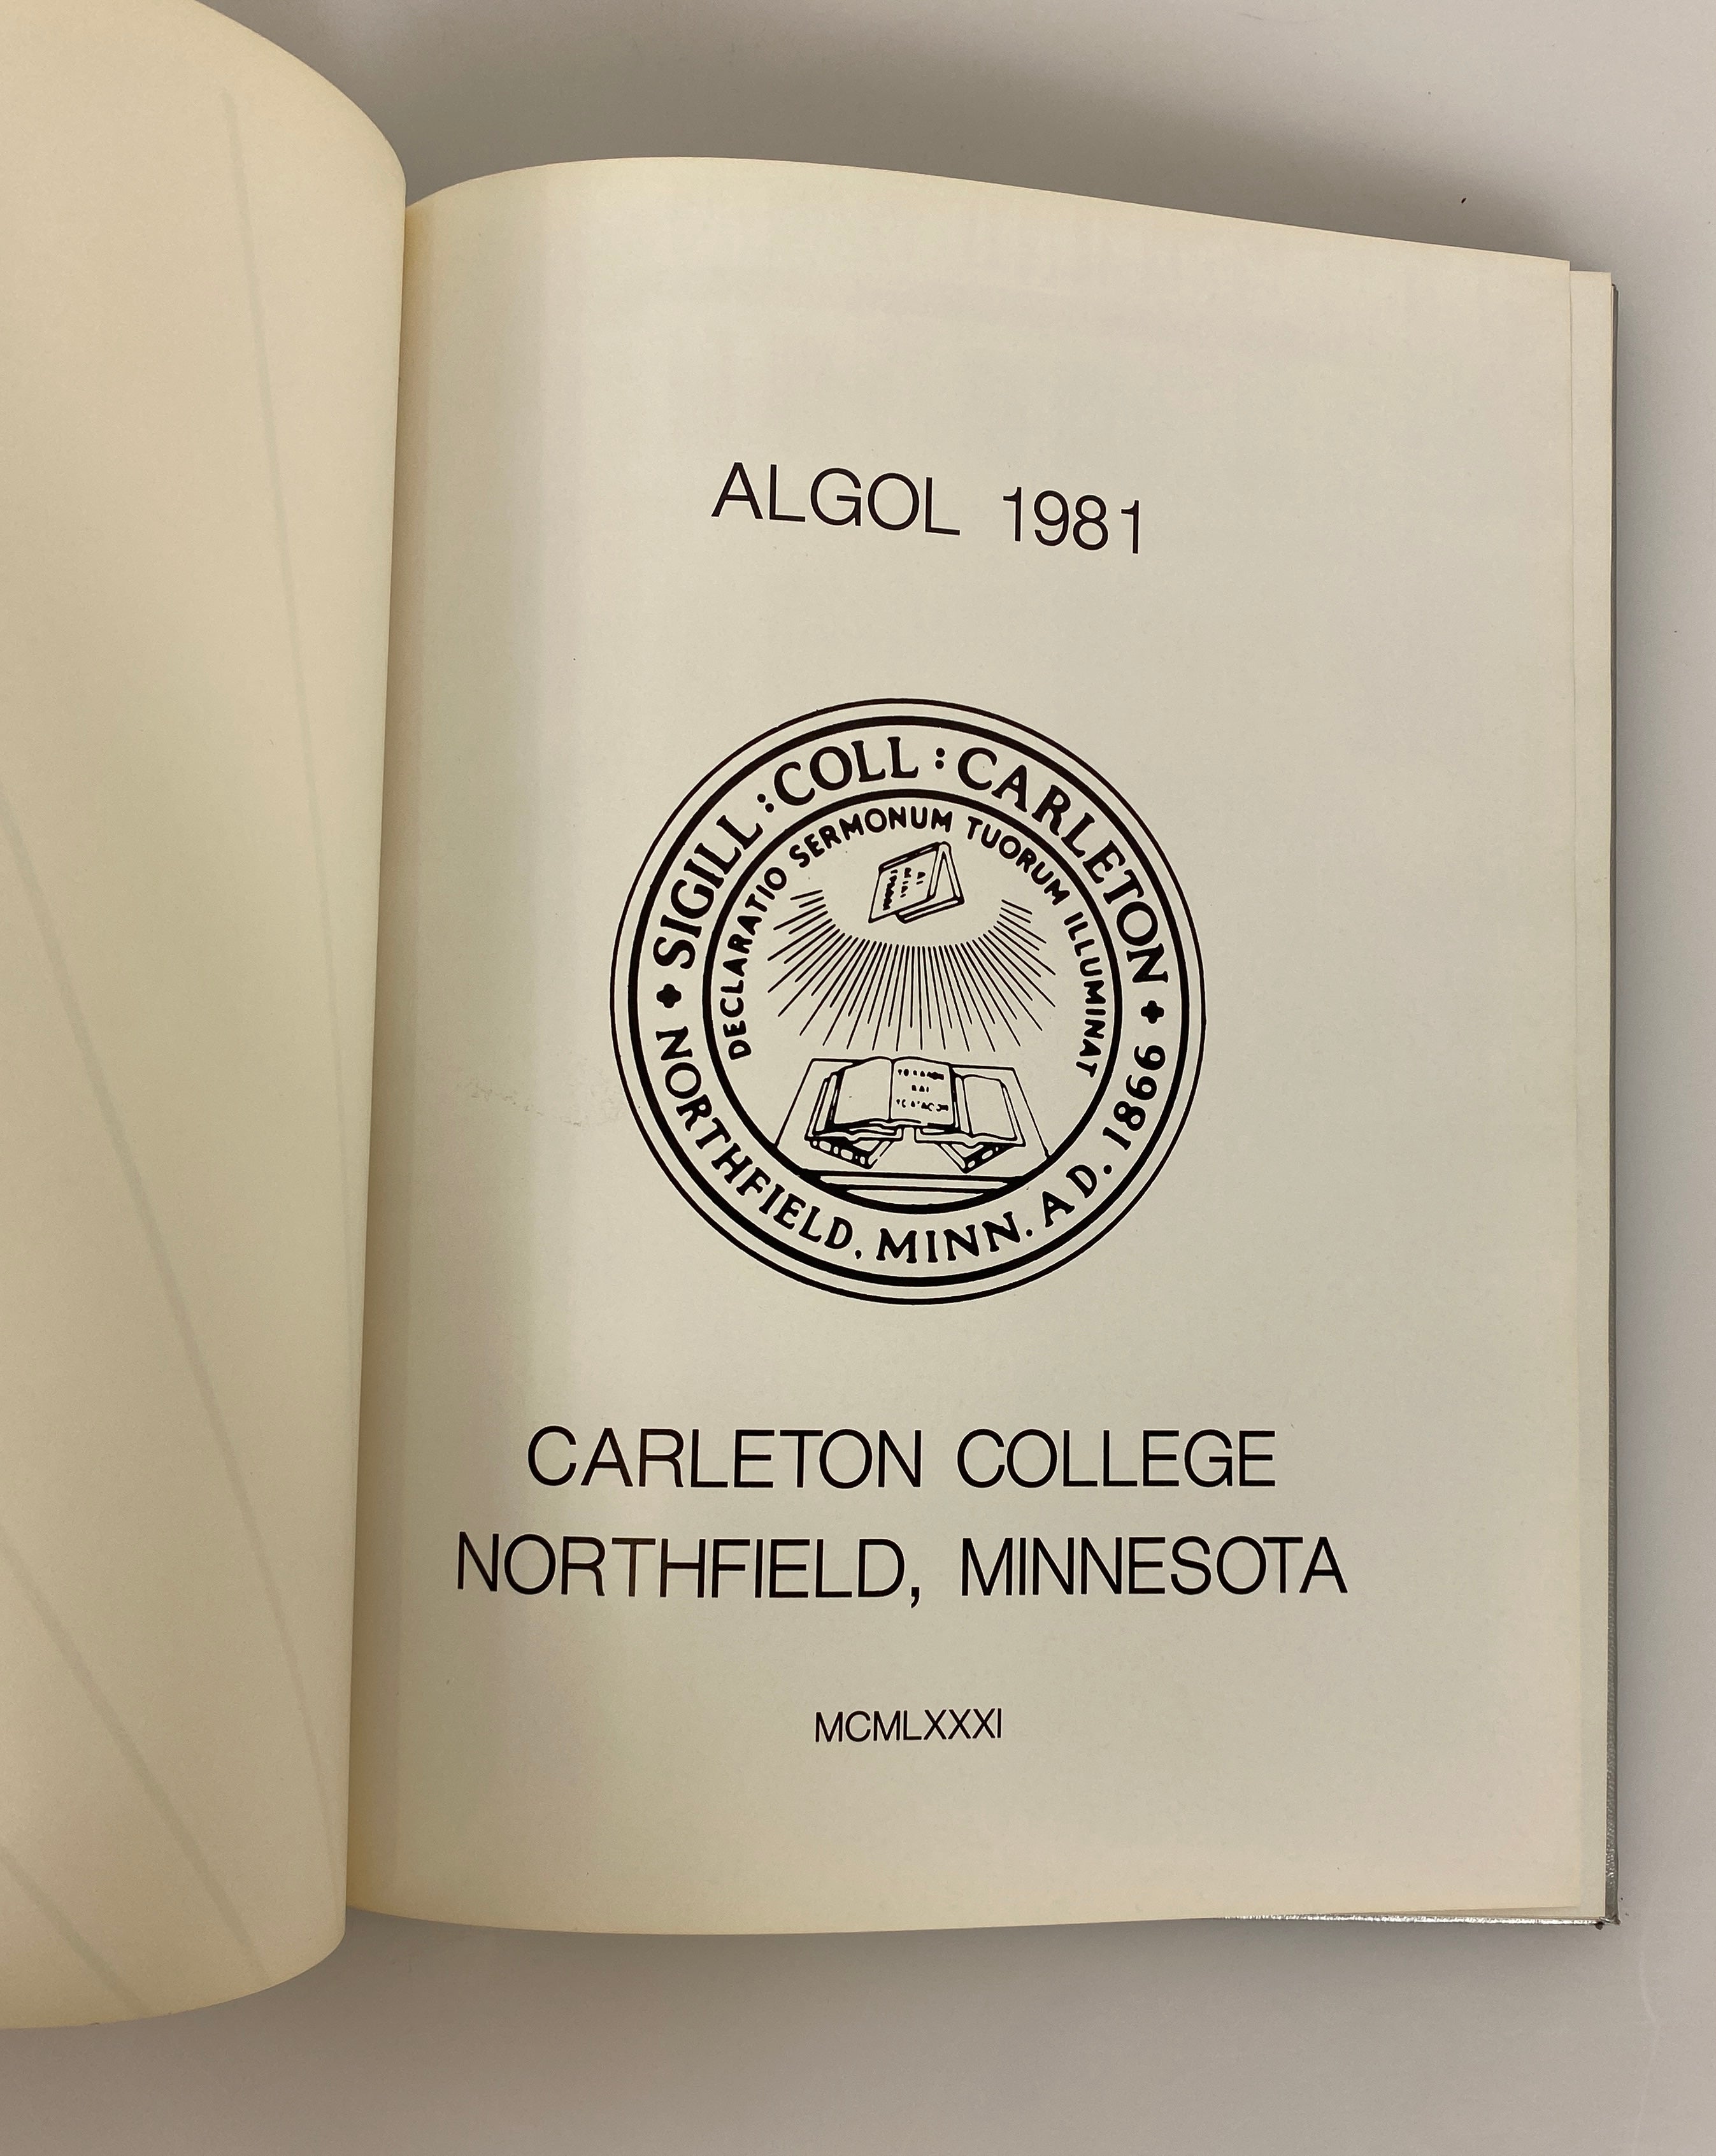 ALGOL 1981
SIGILL : COLL : CARLETON
DECLARATIO SERMONUM TUORUM ILLUMINAT
NORTHFIELD, MINN. A D. 1866
CARLETON COLLEGE
NORTHFIELD, MINNESOTA
MCMLXXXI